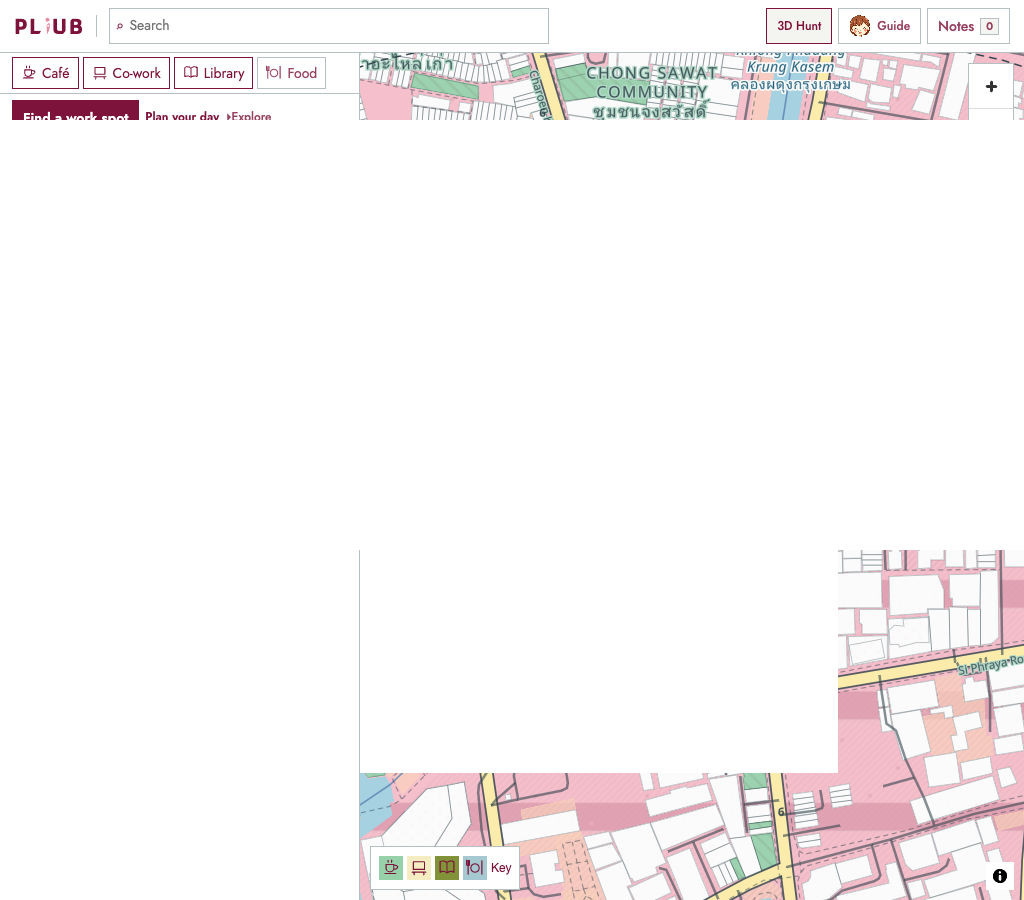 PLUB
Search
3D Hunt
Guide
Notes 0
Café
Co-work
Library
Food
Find a work spot
Plan your day
Explore
CHONG SAWAT
COMMUNITY
ชุมชนจงสวัสดิ์
Krung Kasem
คลองผดุงกรุงเกษม
Si Phraya Ro
6
Key